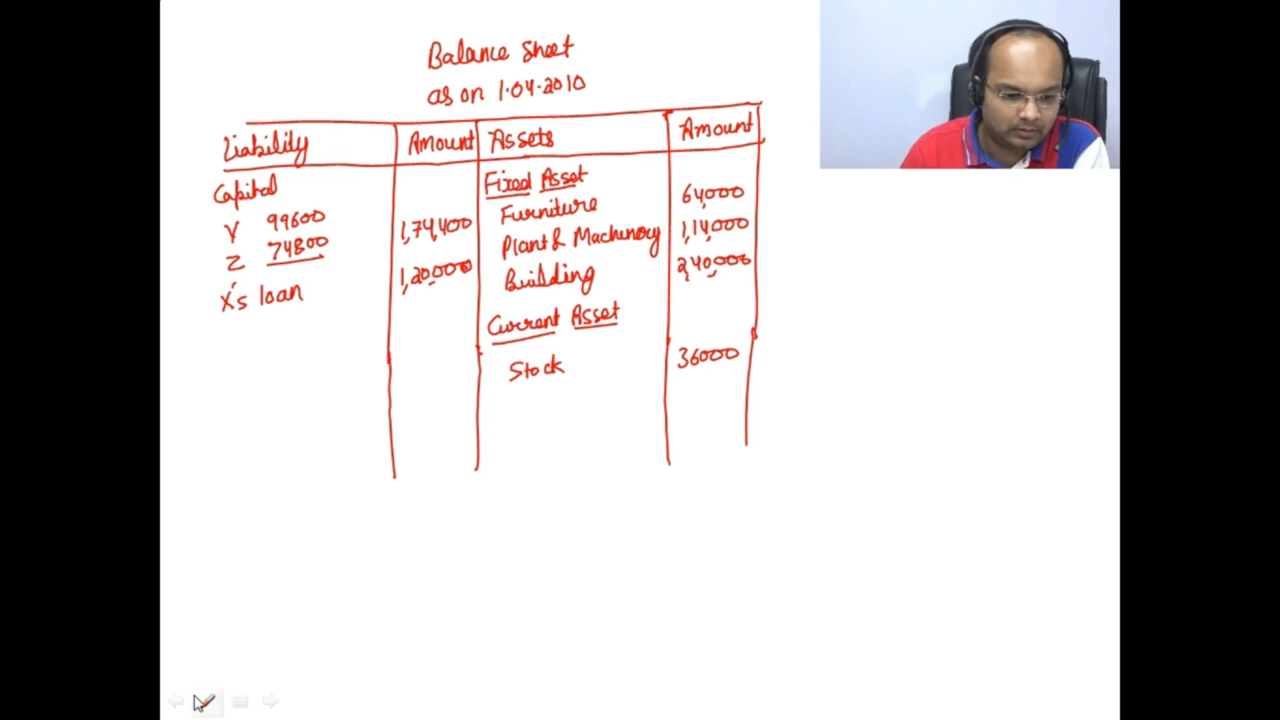 Balance Sheet
as on 1.04.2010
Liability Amount Assets Amount
Capital Fixed Asset
Y 99600 1,74,400 Furniture 64,000
Z 74800 Plant & Machinery 1,14,000
X's loan 1,20,000 Building 2,40,000
Current Asset
Stock 36000